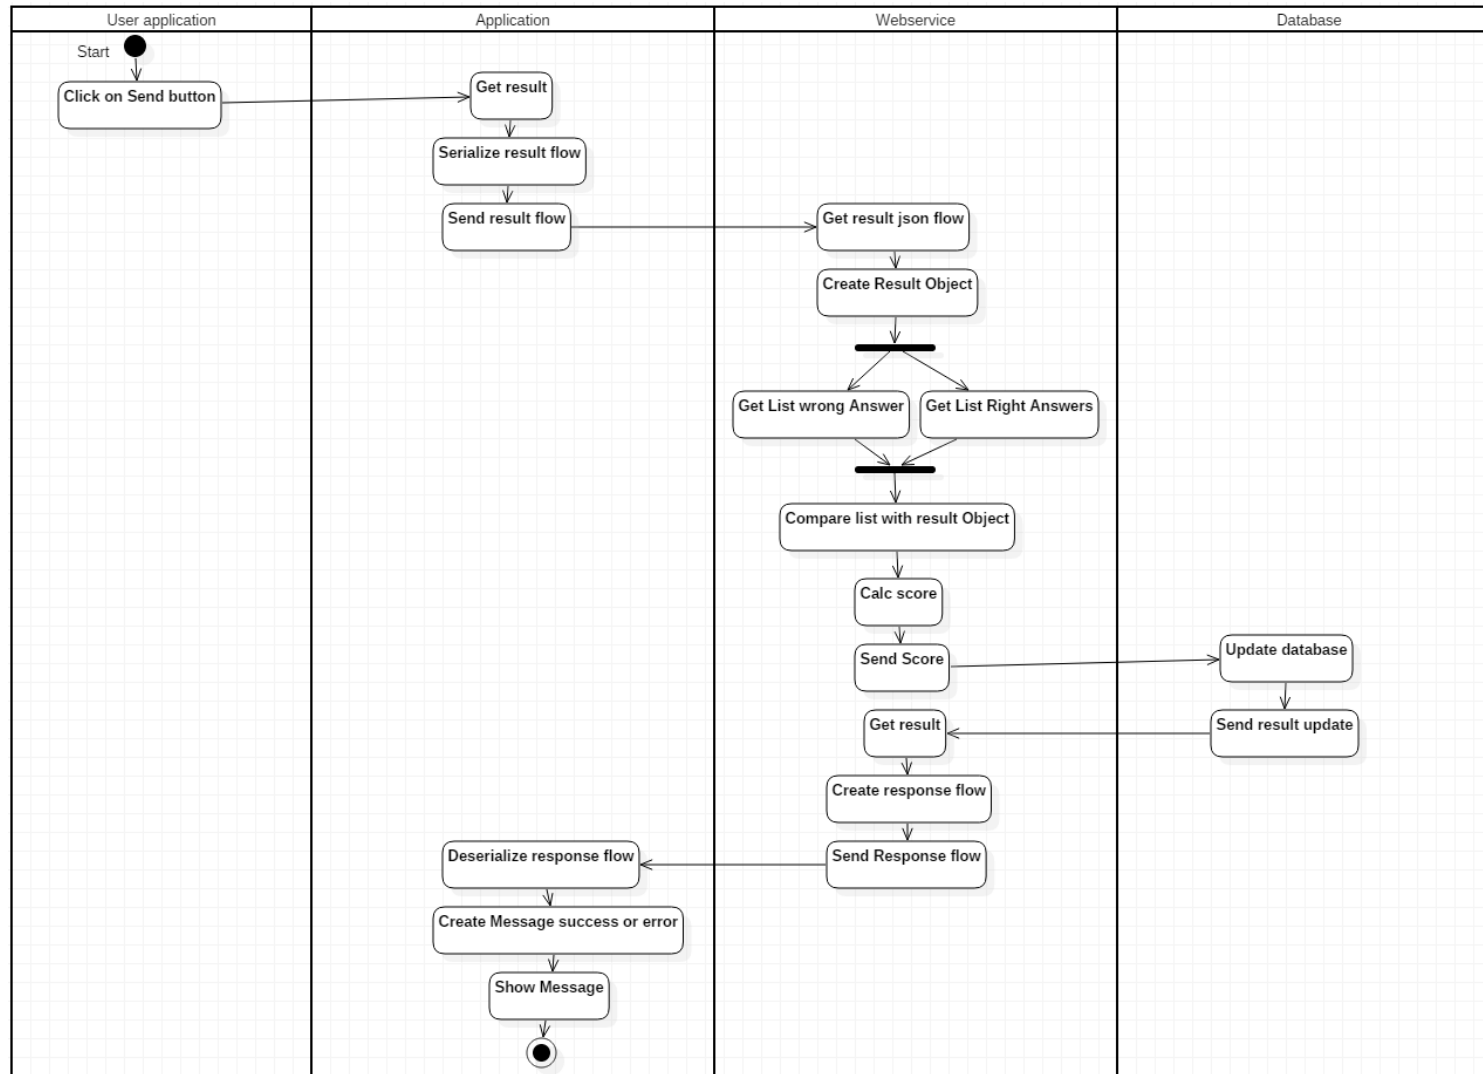 User application
Application
Webservice
Database
Start
Click on Send button
Get result
Serialize result flow
Send result flow
Get result json flow
Create Result Object
Get List wrong Answer
Get List Right Answers
Compare list with result Object
Calc score
Send Score
Update database
Get result
Send result update
Create response flow
Deserialize response flow
Send Response flow
Create Message success or error
Show Message